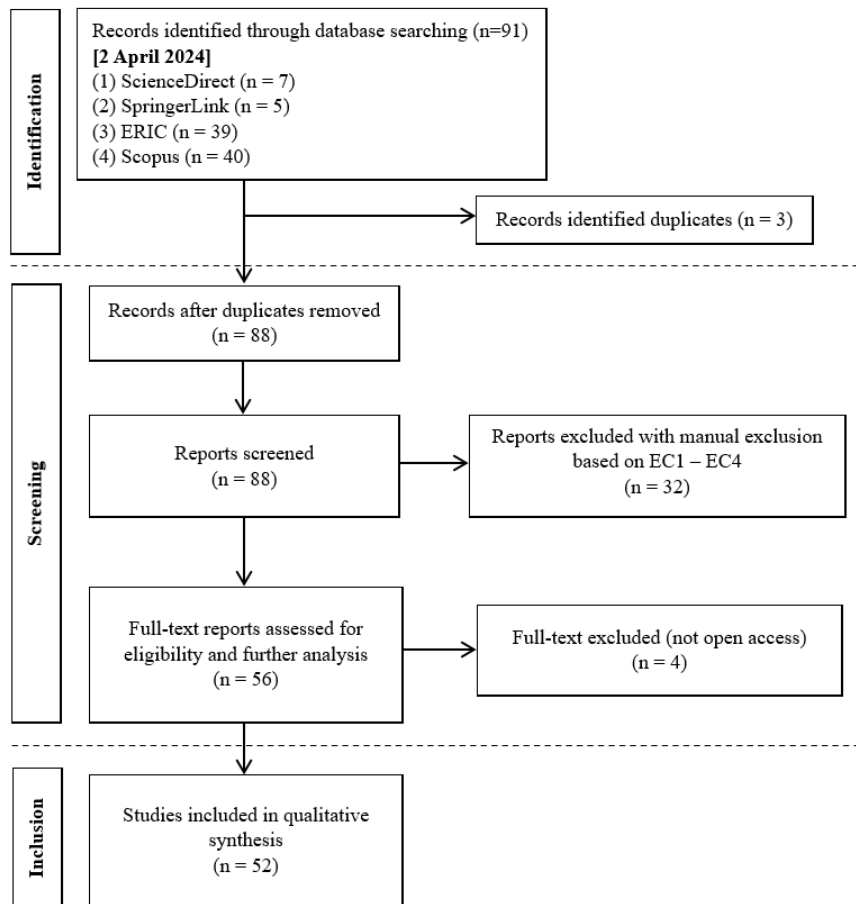 Identification
Records identified through database searching (n=91)
[2 April 2024]
(1) ScienceDirect (n = 7)
(2) SpringerLink (n = 5)
(3) ERIC (n = 39)
(4) Scopus (n = 40)
Records identified duplicates (n = 3)
Screening
Records after duplicates removed
(n = 88)
Reports screened
(n = 88)
Reports excluded with manual exclusion
based on EC1 – EC4
(n = 32)
Full-text reports assessed for
eligibility and further analysis
(n = 56)
Full-text excluded (not open access)
(n = 4)
Inclusion
Studies included in qualitative
synthesis
(n = 52)